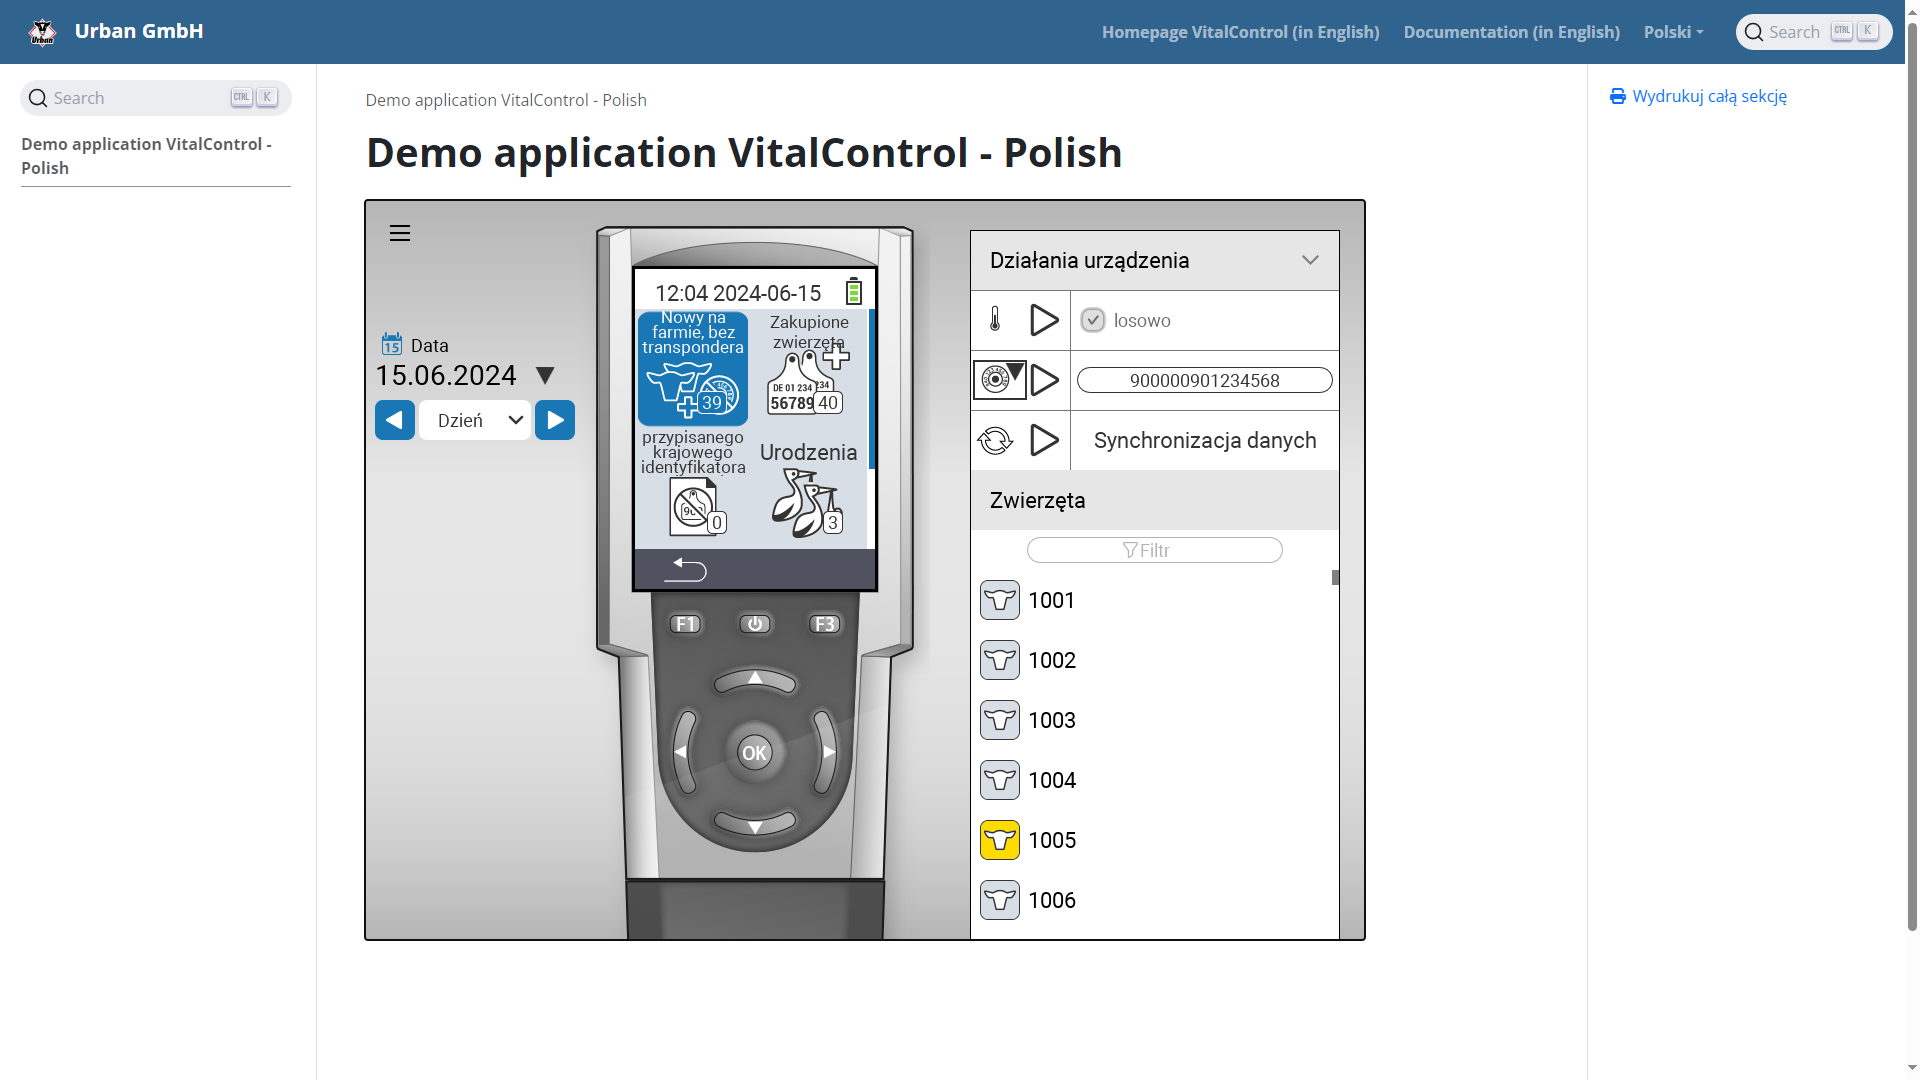 Urban GmbH
Homepage VitalControl (in English)
Documentation (in English)
Polski
Search
CTRL
K
Search
CTRL
K
Demo application VitalControl -
Polish
Demo application VitalControl - Polish
Demo application VitalControl - Polish
Wydrukuj całą sekcję
15
Data
15.06.2024
Dzień
12:04 2024-06-15
Nowy na
farmie, bez
transpondera
39
Zakupione
zwierzęta
DE 01 234
234
56789
40
przypisanego
krajowego
identyfikatora
0
Urodzenia
3
F1
F3
OK
Działania urządzenia
losowo
900000901234568
Synchronizacja danych
Zwierzęta
Filtr
1001
1002
1003
1004
1005
1006